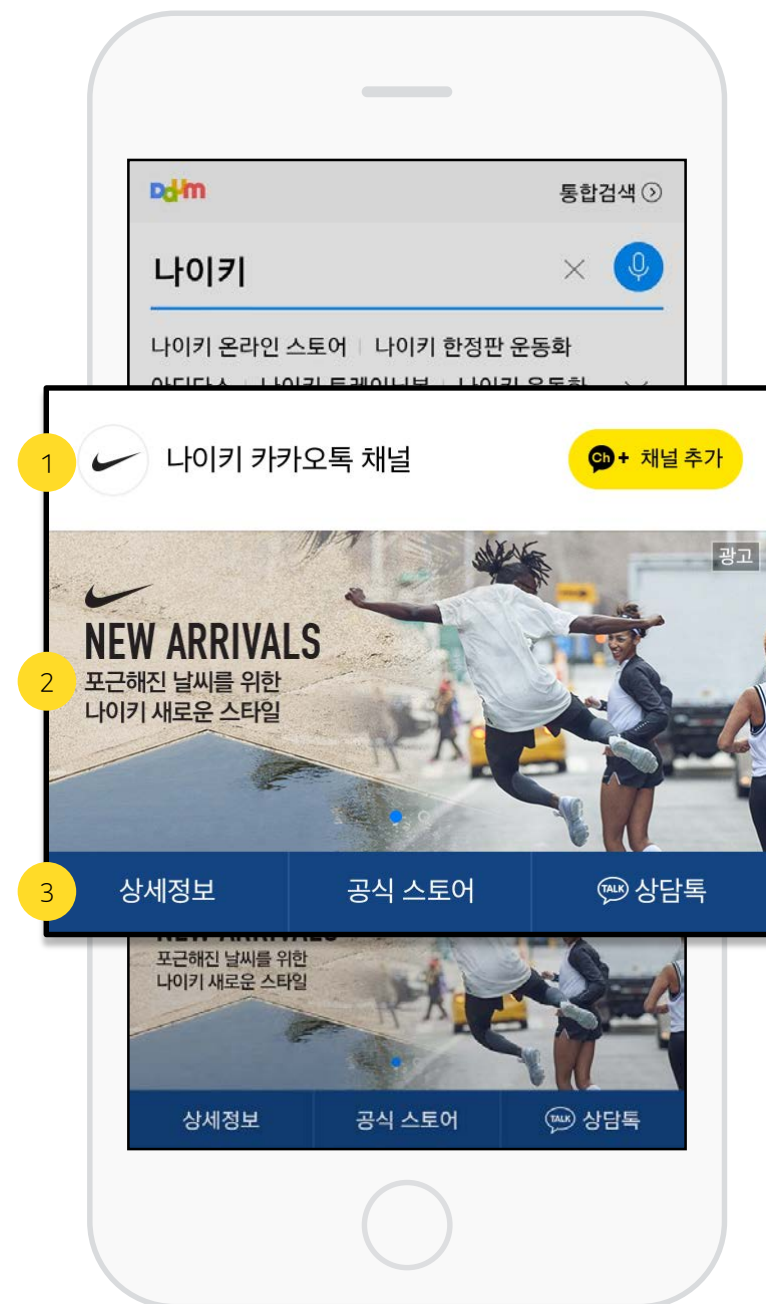 Daum
통합검색
나이키
나이키 온라인 스토어 | 나이키 한정판 운동화
1
나이키 카카오톡 채널
Ch+ 채널 추가
광고
NEW ARRIVALS
2
포근해진 날씨를 위한
나이키 새로운 스타일
3
상세정보
공식 스토어
TALK 상담톡
포근해진 날씨를 위한
나이키 새로운 스타일
상세정보
공식 스토어
TALK 상담톡